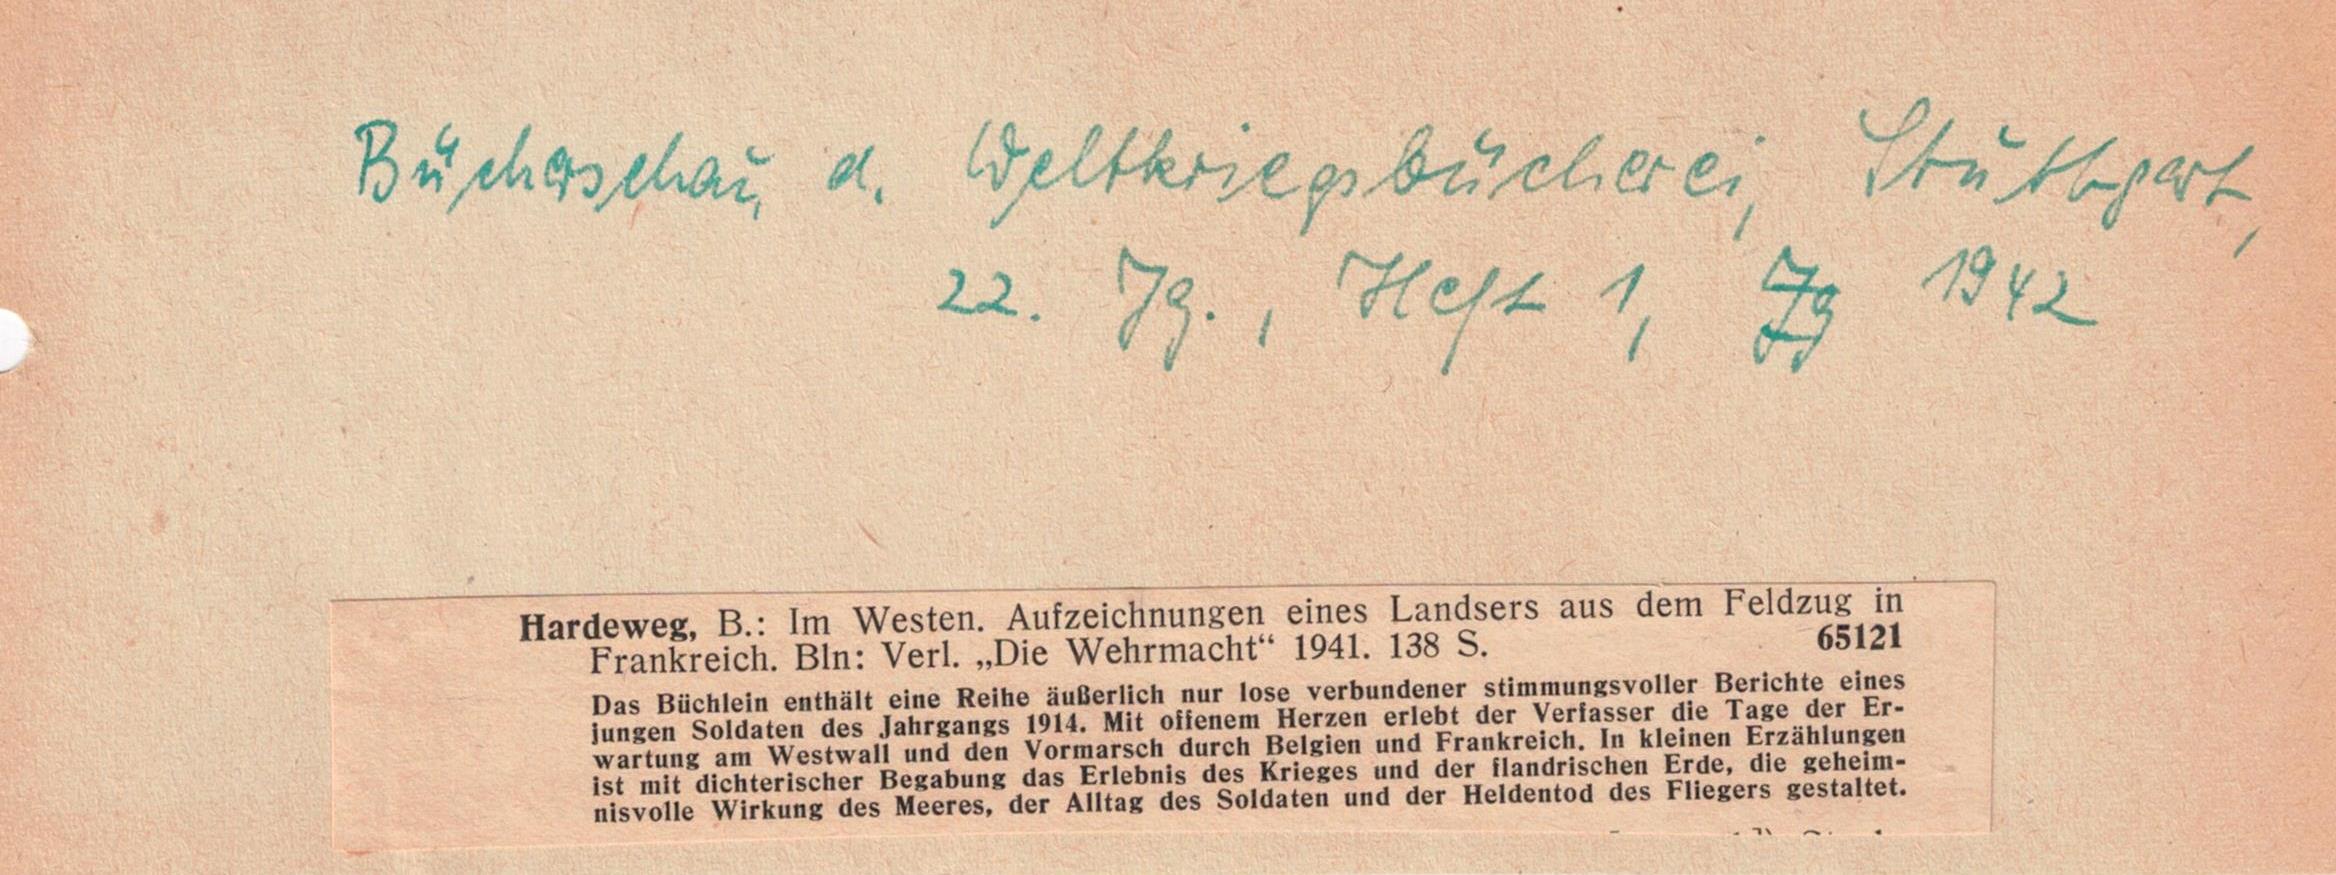 Bücherschau d. Weltkriegsbücherei, Stuttgart,
22. Jg., Heft 1, Jg 1942
Hardeweg, B.: Im Westen. Aufzeichnungen eines Landsers aus dem Feldzug in
Frankreich. Bln: Verl. „Die Wehrmacht“ 1941. 138 S. 65121
Das Büchlein enthält eine Reihe äußerlich nur lose verbundener stimmungsvoller Berichte eines
jungen Soldaten des Jahrgangs 1914. Mit offenem Herzen erlebt der Verfasser die Tage der Er-
wartung am Westwall und den Vormarsch durch Belgien und Frankreich. In kleinen Erzählungen
ist mit dichterischer Begabung das Erlebnis des Krieges und der flandrischen Erde, die geheim-
nisvolle Wirkung des Meeres, der Alltag des Soldaten und der Heldentod des Fliegers gestaltet.